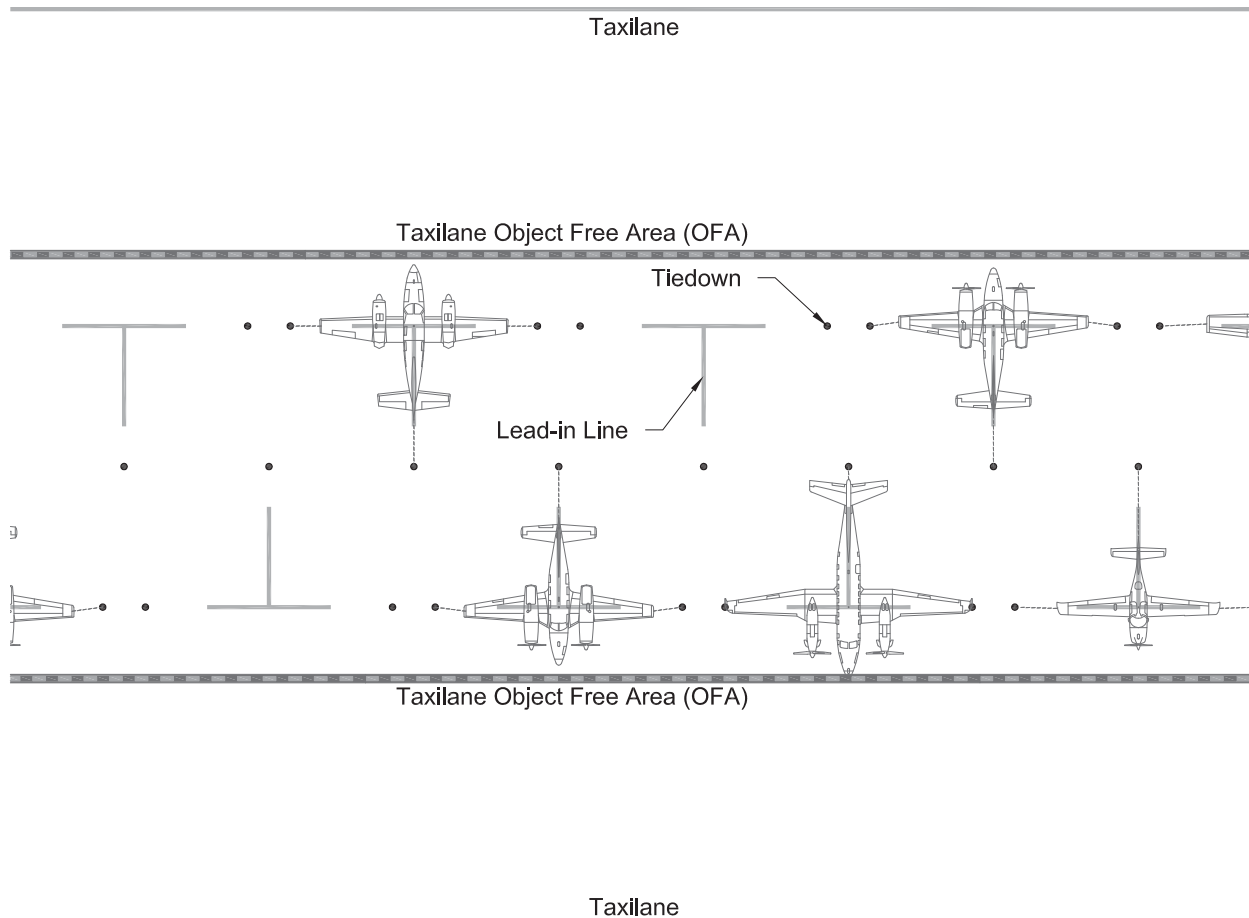 Taxilane
Taxilane Object Free Area (OFA)
Tiedown
Lead-in Line
Taxilane Object Free Area (OFA)
Taxilane